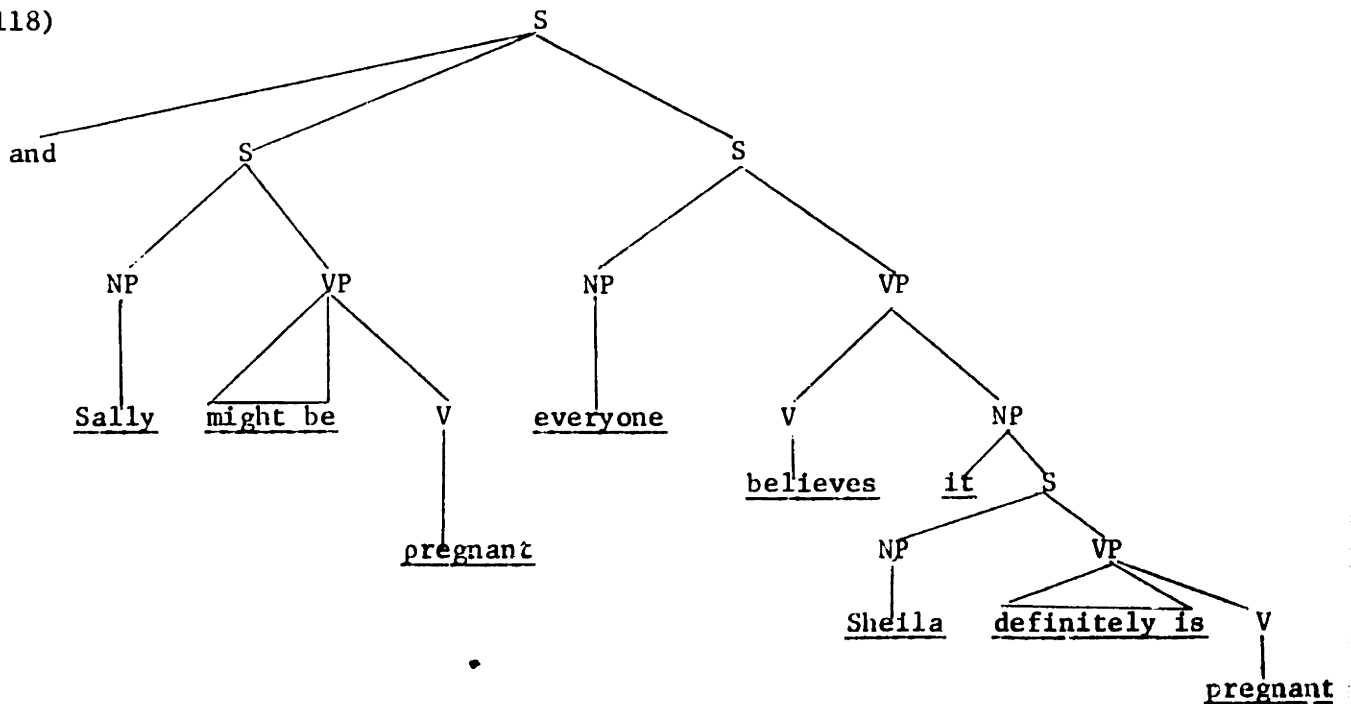 118) S
and S S
NP VP NP VP
Sally might be V everyone V NP
believes it S
pregnant NP VP
Sheila definitely is V
pregnant